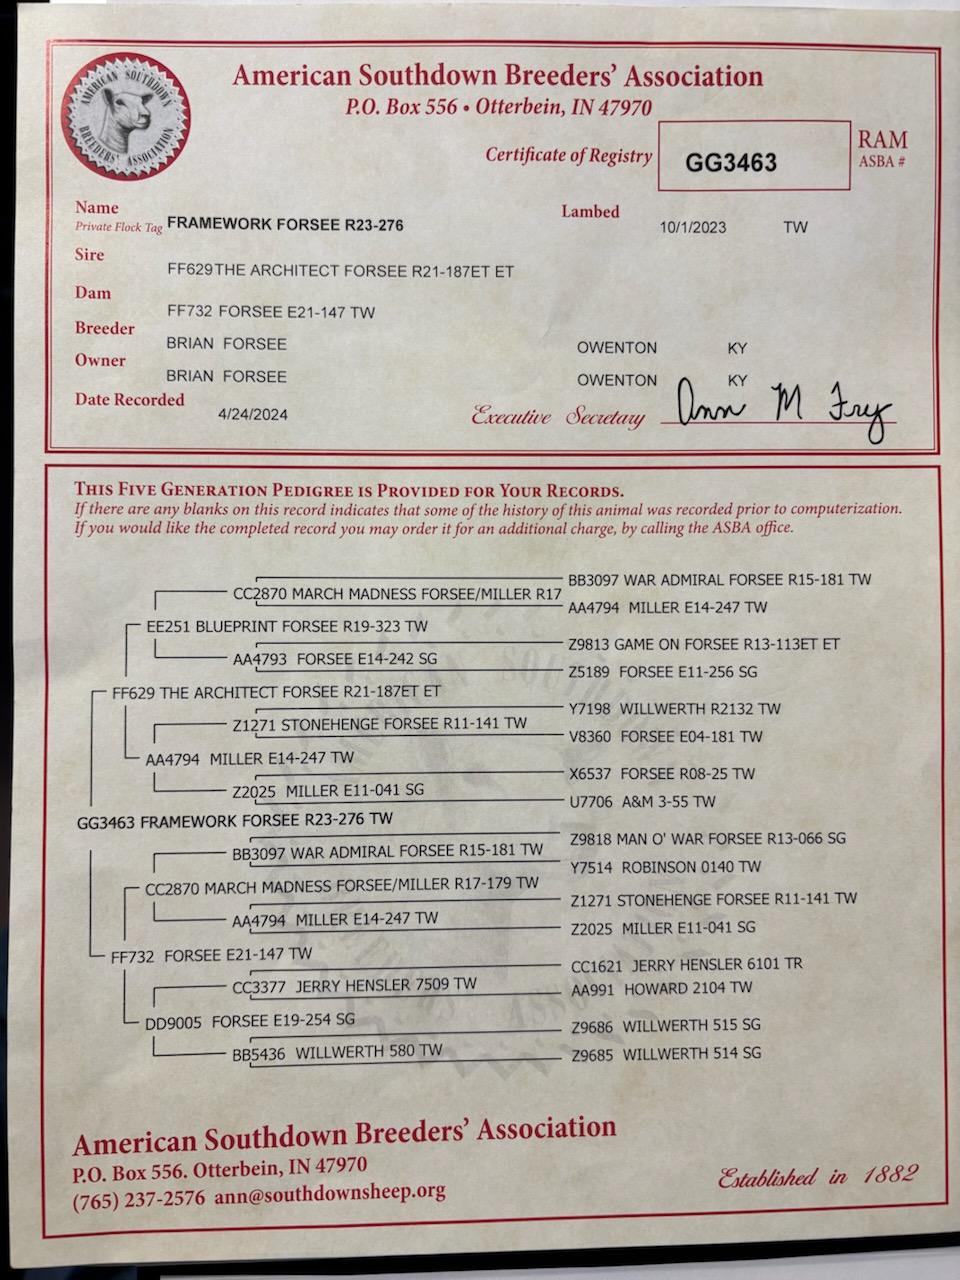 AMERICAN SOUTHDOWN
BREEDERS' ASSOCIATION
American Southdown Breeders' Association
P.O. Box 556 • Otterbein, IN 47970
Certificate of Registry GG3463 RAM
ASBA #
Name
Private Flock Tag FRAMEWORK FORSEE R23-276 Lambed 10/1/2023 TW
Sire
FF629 THE ARCHITECT FORSEE R21-187ET ET
Dam
FF732 FORSEE E21-147 TW
Breeder
BRIAN FORSEE OWENTON KY
Owner
BRIAN FORSEE OWENTON KY
Date Recorded 4/24/2024 Executive Secretary Ann M Fry
THIS FIVE GENERATION PEDIGREE IS PROVIDED FOR YOUR RECORDS.
If there are any blanks on this record indicates that some of the history of this animal was recorded prior to computerization.
If you would like the completed record you may order it for an additional charge, by calling the ASBA office.
BB3097 WAR ADMIRAL FORSEE R15-181 TW
CC2870 MARCH MADNESS FORSEE/MILLER R17
AA4794 MILLER E14-247 TW
EE251 BLUEPRINT FORSEE R19-323 TW
Z9813 GAME ON FORSEE R13-113ET ET
AA4793 FORSEE E14-242 SG
Z5189 FORSEE E11-256 SG
FF629 THE ARCHITECT FORSEE R21-187ET ET
Y7198 WILLWERTH R2132 TW
Z1271 STONEHENGE FORSEE R11-141 TW
V8360 FORSEE E04-181 TW
AA4794 MILLER E14-247 TW
X6537 FORSEE R08-25 TW
Z2025 MILLER E11-041 SG
U7706 A&M 3-55 TW
GG3463 FRAMEWORK FORSEE R23-276 TW
Z9818 MAN O' WAR FORSEE R13-066 SG
BB3097 WAR ADMIRAL FORSEE R15-181 TW
Y7514 ROBINSON 0140 TW
CC2870 MARCH MADNESS FORSEE/MILLER R17-179 TW
Z1271 STONEHENGE FORSEE R11-141 TW
AA4794 MILLER E14-247 TW
Z2025 MILLER E11-041 SG
FF732 FORSEE E21-147 TW
CC1621 JERRY HENSLER 6101 TR
CC3377 JERRY HENSLER 7509 TW
AA991 HOWARD 2104 TW
DD9005 FORSEE E19-254 SG
Z9686 WILLWERTH 515 SG
BB5436 WILLWERTH 580 TW
Z9685 WILLWERTH 514 SG
American Southdown Breeders' Association
P.O. Box 556. Otterbein, IN 47970
(765) 237-2576 ann@southdownsheep.org
Established in 1882